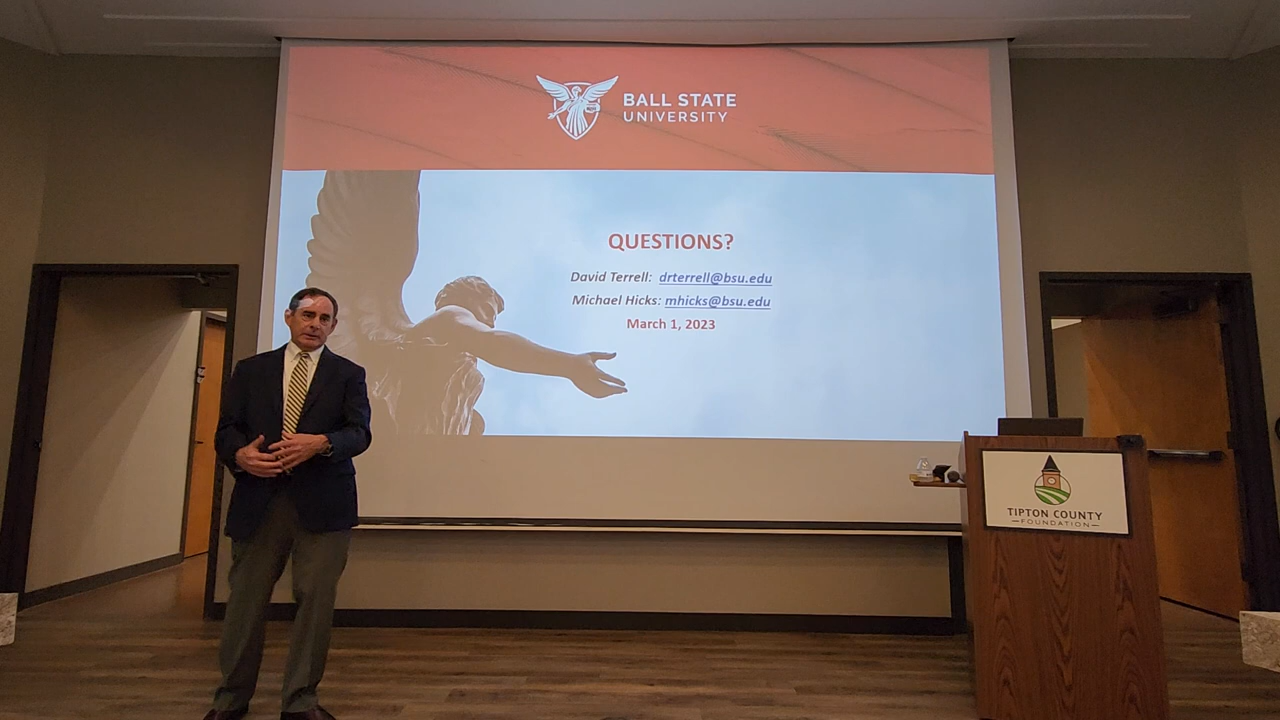 BALL STATE
UNIVERSITY
QUESTIONS?
David Terrell: drterrell@bsu.edu
Michael Hicks: mhicks@bsu.edu
March 1, 2023
TIPTON COUNTY
FOUNDATION